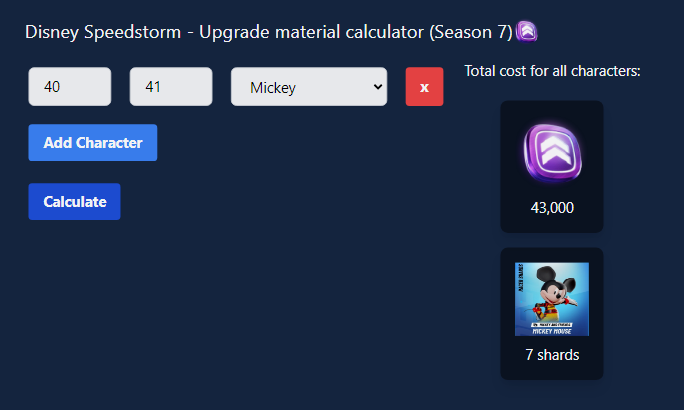 Disney Speedstorm - Upgrade material calculator (Season 7)
40
41
Mickey
x
Add Character
Calculate
Total cost for all characters:
43,000
MICKEY MOUSE
7 shards